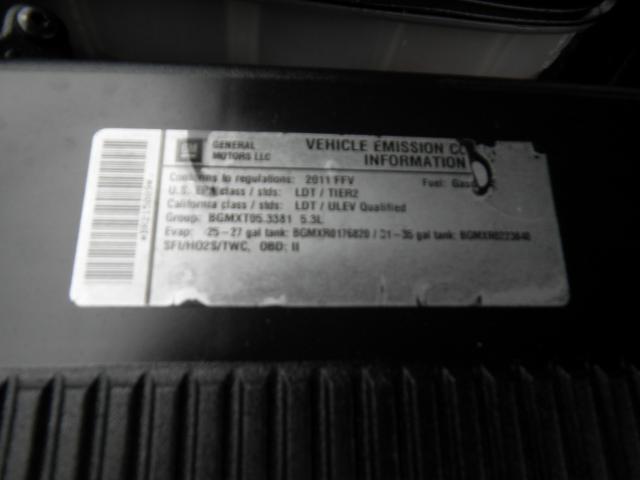 GM
GENERAL
MOTORS LLC
VEHICLE EMISSION CO
INFORMATION
Conforms to regulations: 2011 FFV Fuel: Gaso
U.S. EPA class / stds: LDT / TIER2
California class / stds: LDT / ULEV Qualified
Group: BGMXT05.3381 5.3L
Evap: 25-27 gal tank: BGMXR0176820 / 31-35 gal tank:
SFI/HO2S/TWC, OBD: II